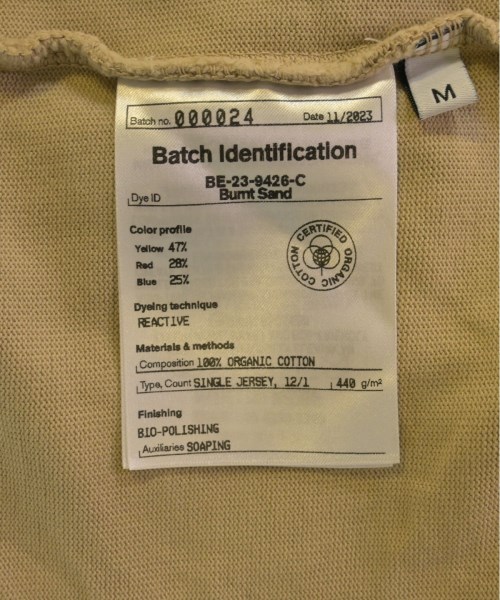 M
Batch no. 000024 Date 11/2023
Batch Identification
BE-23-9426-C
Dye ID Burnt Sand
Color profile
Yellow 47%
Red 28%
Blue 25%
CERTIFIED ORGANIC COTTON
Dyeing technique
REACTIVE
Materials & methods
Composition 100% ORGANIC COTTON
Type, Count SINGLE JERSEY, 12/1 440 g/m²
Finishing
BIO-POLISHING
Auxiliaries SOAPING